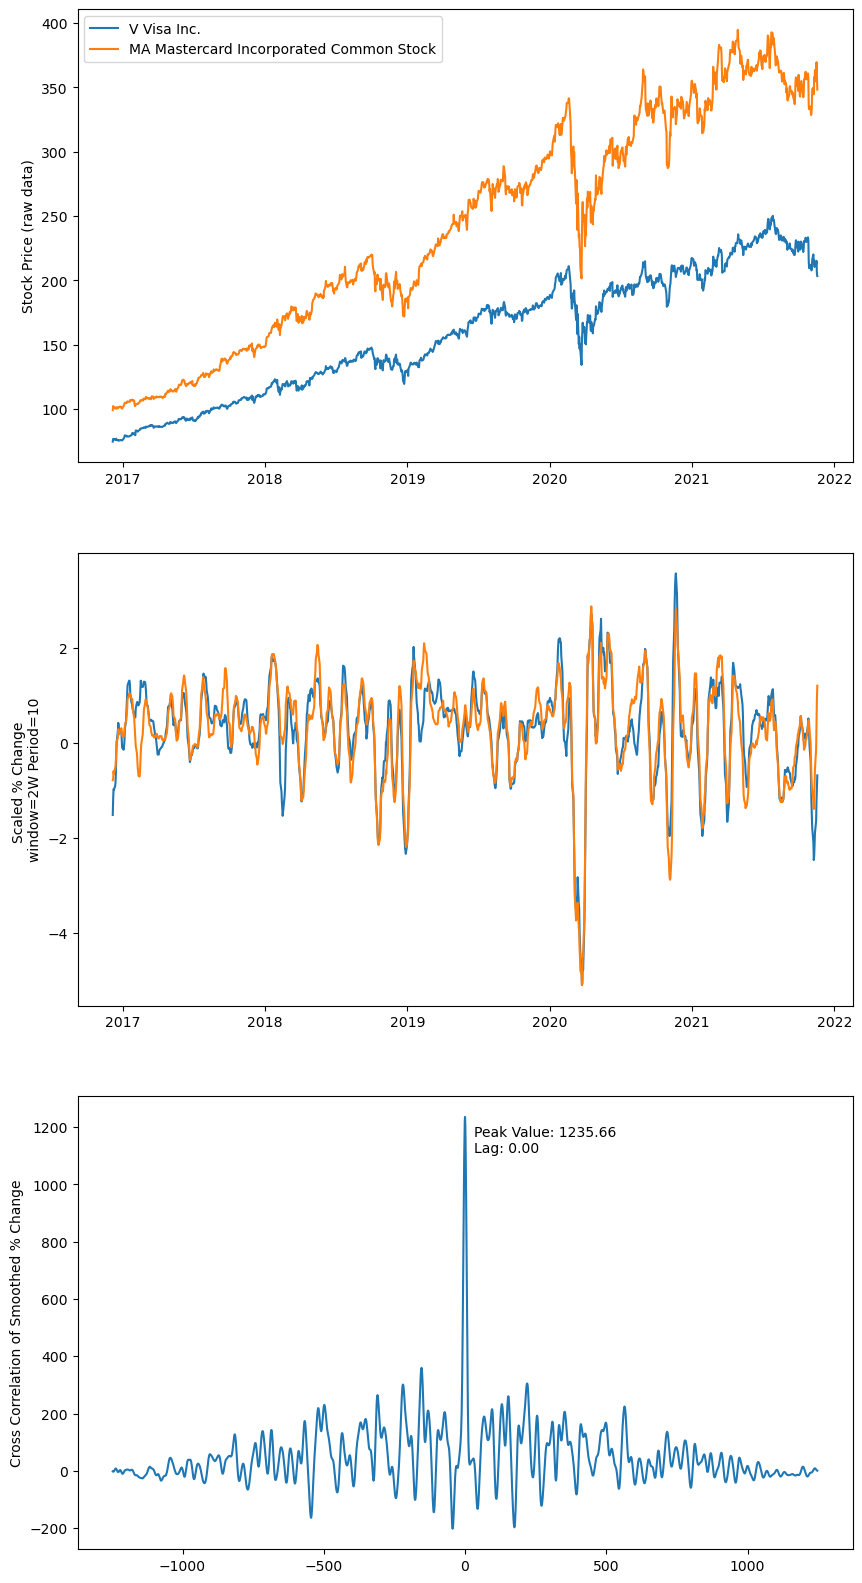 V Visa Inc.
MA Mastercard Incorporated Common Stock
Stock Price (raw data)
400
350
300
250
200
150
100
2017 2018 2019 2020 2021 2022
Scaled % Change
window=2W Period=10
2
0
−2
−4
2017 2018 2019 2020 2021 2022
Cross Correlation of Smoothed % Change
1200
1000
800
600
400
200
0
−200
Peak Value: 1235.66
Lag: 0.00
−1000 −500 0 500 1000